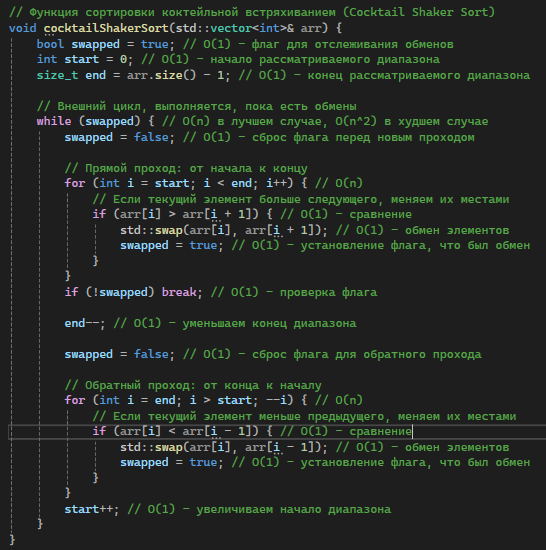 // Функция сортировки коктейльной встряхиванием (Cocktail Shaker Sort)
void cocktailShakerSort(std::vector<int>& arr) {
bool swapped = true; // O(1) - флаг для отслеживания обменов
int start = 0; // O(1) - начало рассматриваемого диапазона
size_t end = arr.size() - 1; // O(1) - конец рассматриваемого диапазона
// Внешний цикл, выполняется, пока есть обмены
while (swapped) { // O(n) в лучшем случае, O(n^2) в худшем случае
swapped = false; // O(1) - сброс флага перед новым проходом
// Прямой проход: от начала к концу
for (int i = start; i < end; i++) { // O(n)
// Если текущий элемент больше следующего, меняем их местами
if (arr[i] > arr[i + 1]) { // O(1) - сравнение
std::swap(arr[i], arr[i + 1]); // O(1) - обмен элементов
swapped = true; // O(1) - установление флага, что был обмен
}
}
if (!swapped) break; // O(1) - проверка флага
end--; // O(1) - уменьшаем конец диапазона
swapped = false; // O(1) - сброс флага для обратного прохода
// Обратный проход: от конца к началу
for (int i = end; i > start; --i) { // O(n)
// Если текущий элемент меньше предыдущего, меняем их местами
if (arr[i] < arr[i - 1]) { // O(1) - сравнение
std::swap(arr[i], arr[i - 1]); // O(1) - обмен элементов
swapped = true; // O(1) - установление флага, что был обмен
}
}
start++; // O(1) - увеличиваем начало диапазона
}
}